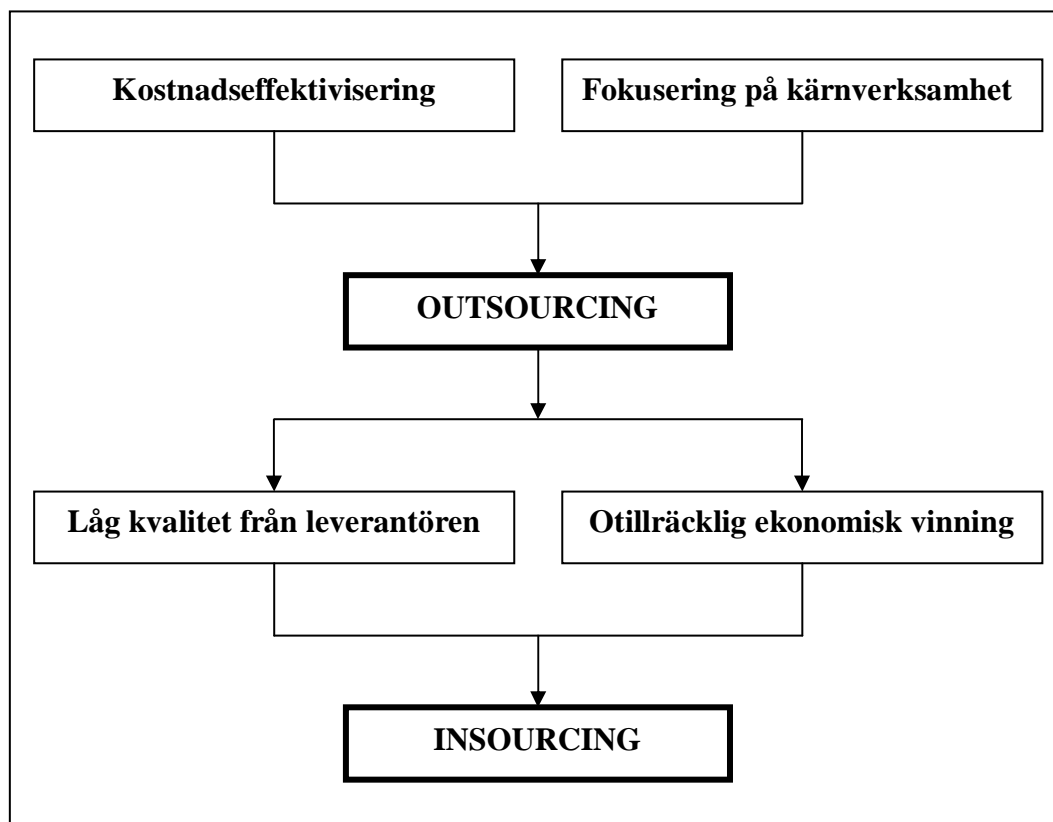 Kostnadseffektivisering
Fokusering på kärnverksamhet
OUTSOURCING
Låg kvalitet från leverantören
Otillräcklig ekonomisk vinning
INSOURCING